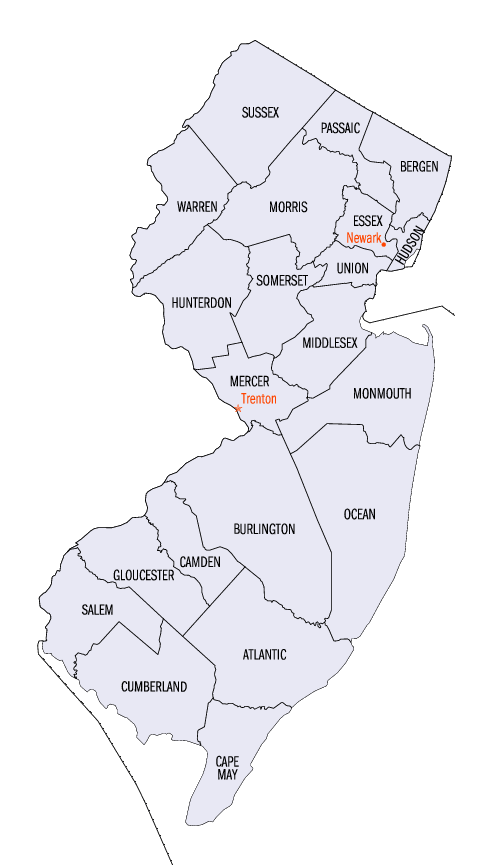 SUSSEX
PASSAIC
BERGEN
WARREN
MORRIS
ESSEX
Newark
HUDSON
UNION
SOMERSET
HUNTERDON
MIDDLESEX
MERCER
Trenton
MONMOUTH
OCEAN
BURLINGTON
CAMDEN
GLOUCESTER
SALEM
ATLANTIC
CUMBERLAND
CAPE
MAY